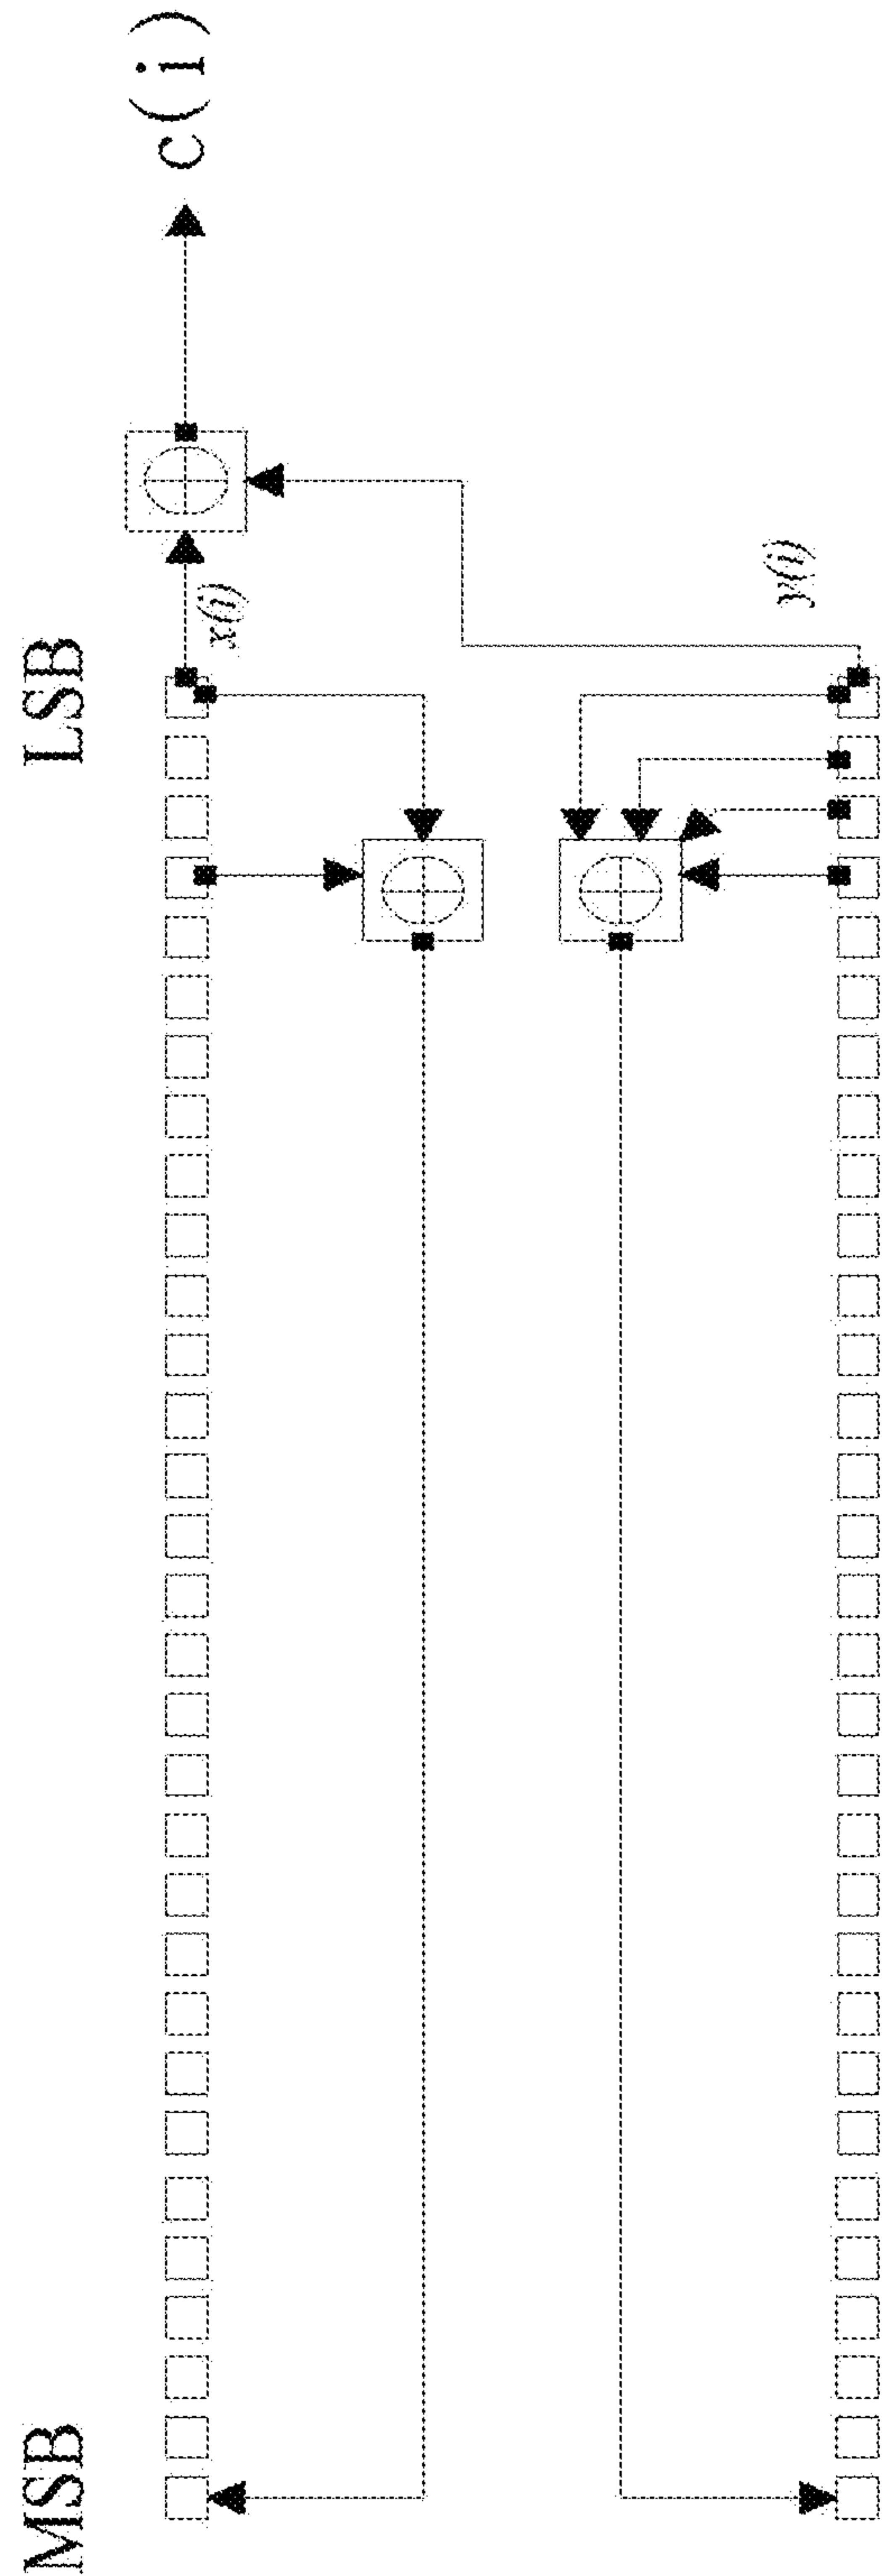 MSB
LSB
x(i)
c(i)
y(i)